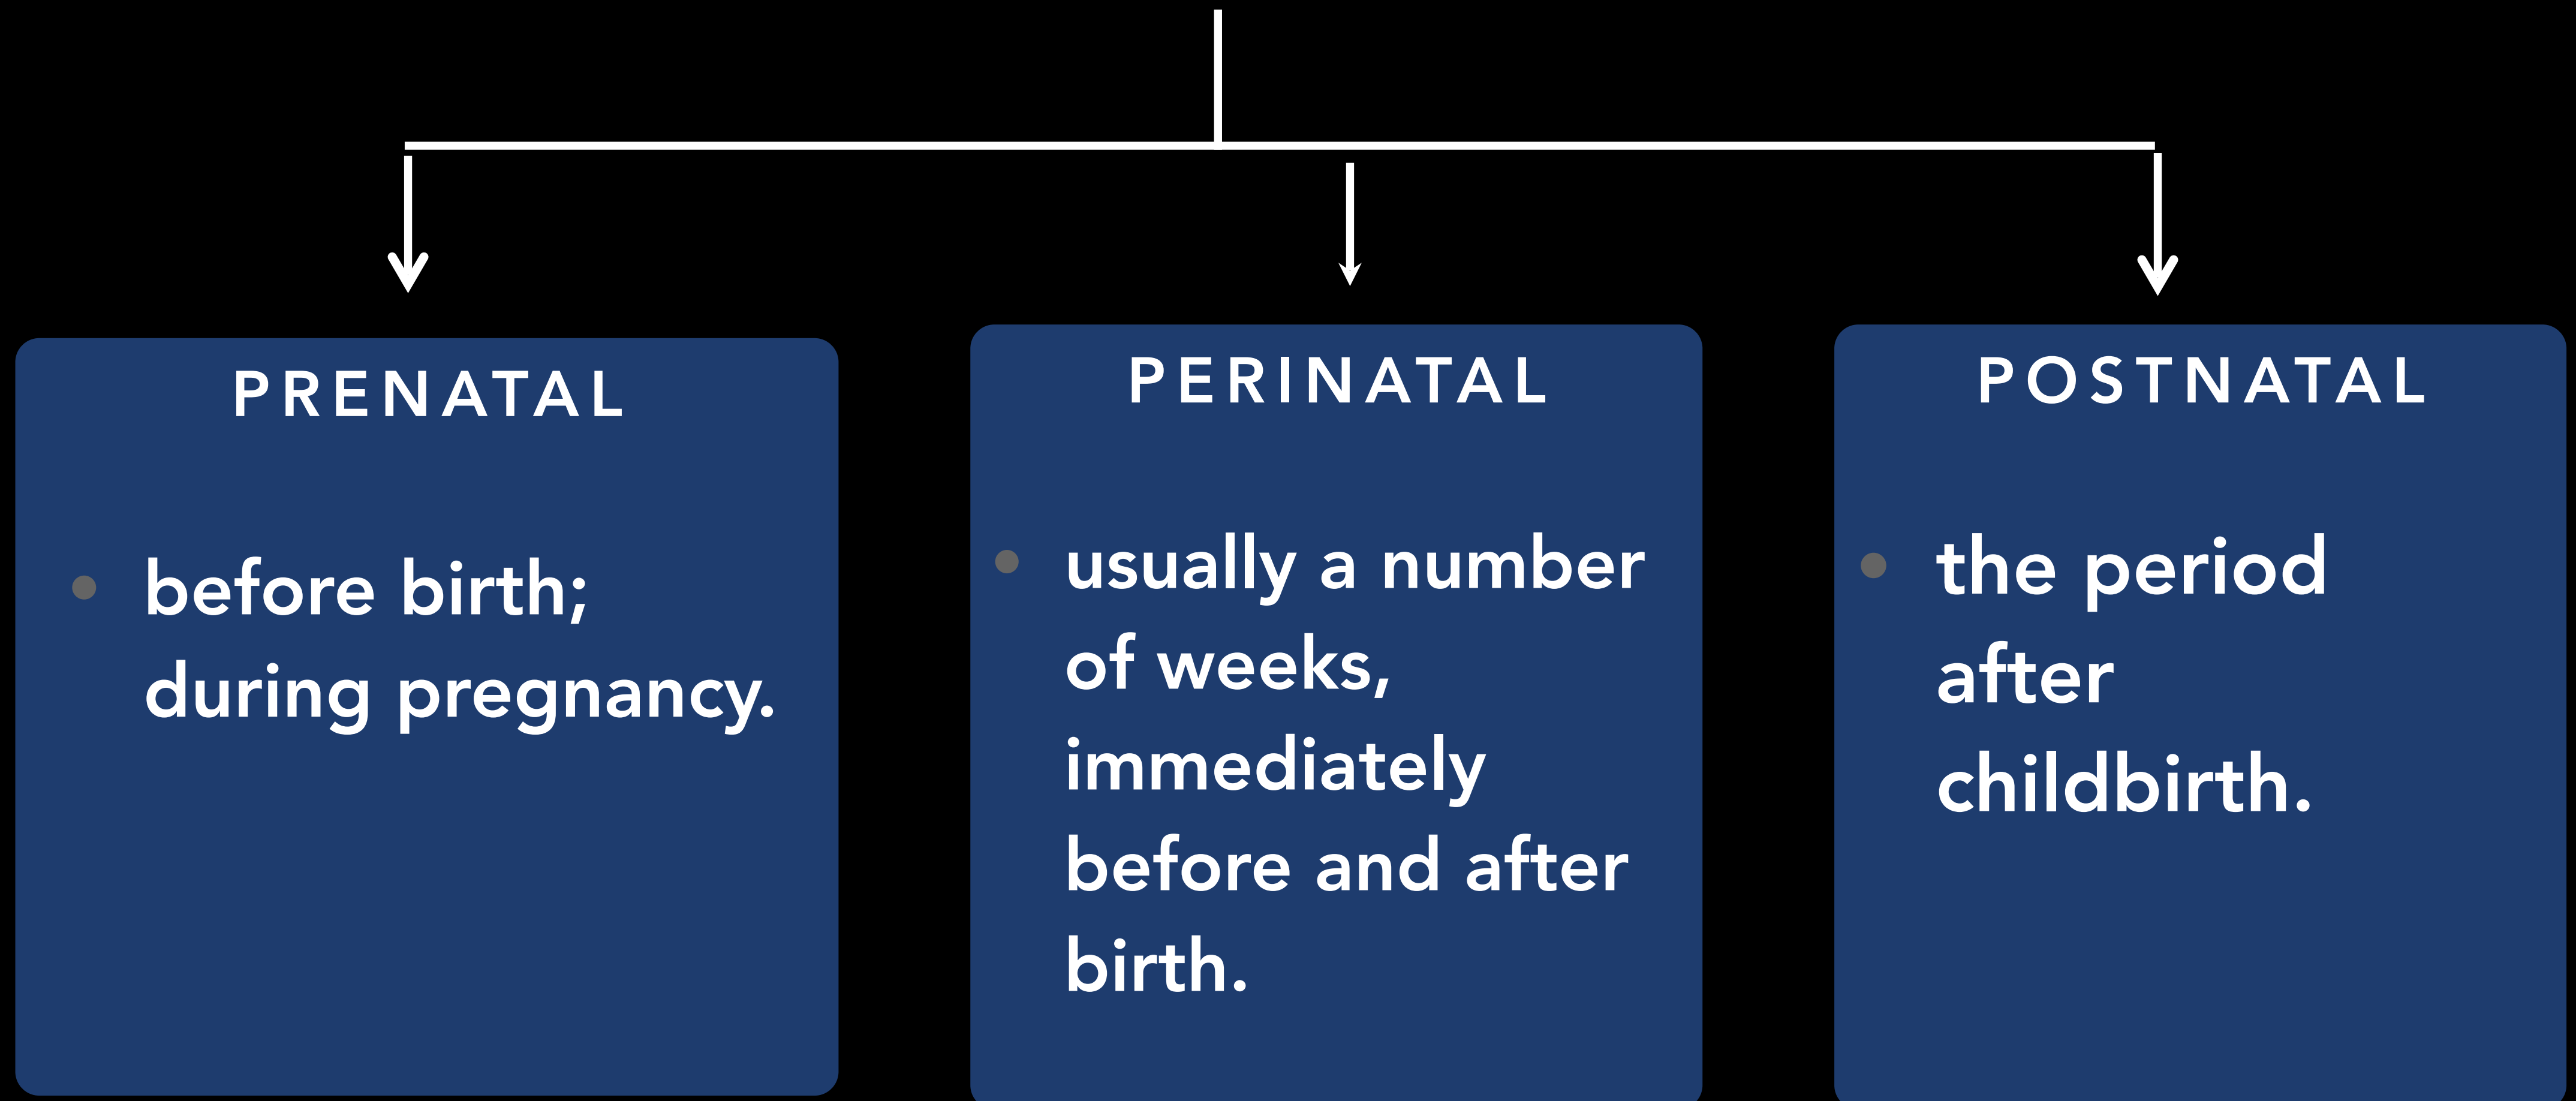 PRENATAL
before birth;
during pregnancy.
PERINATAL
usually a number
of weeks,
immediately
before and after
birth.
POSTNATAL
the period
after
childbirth.